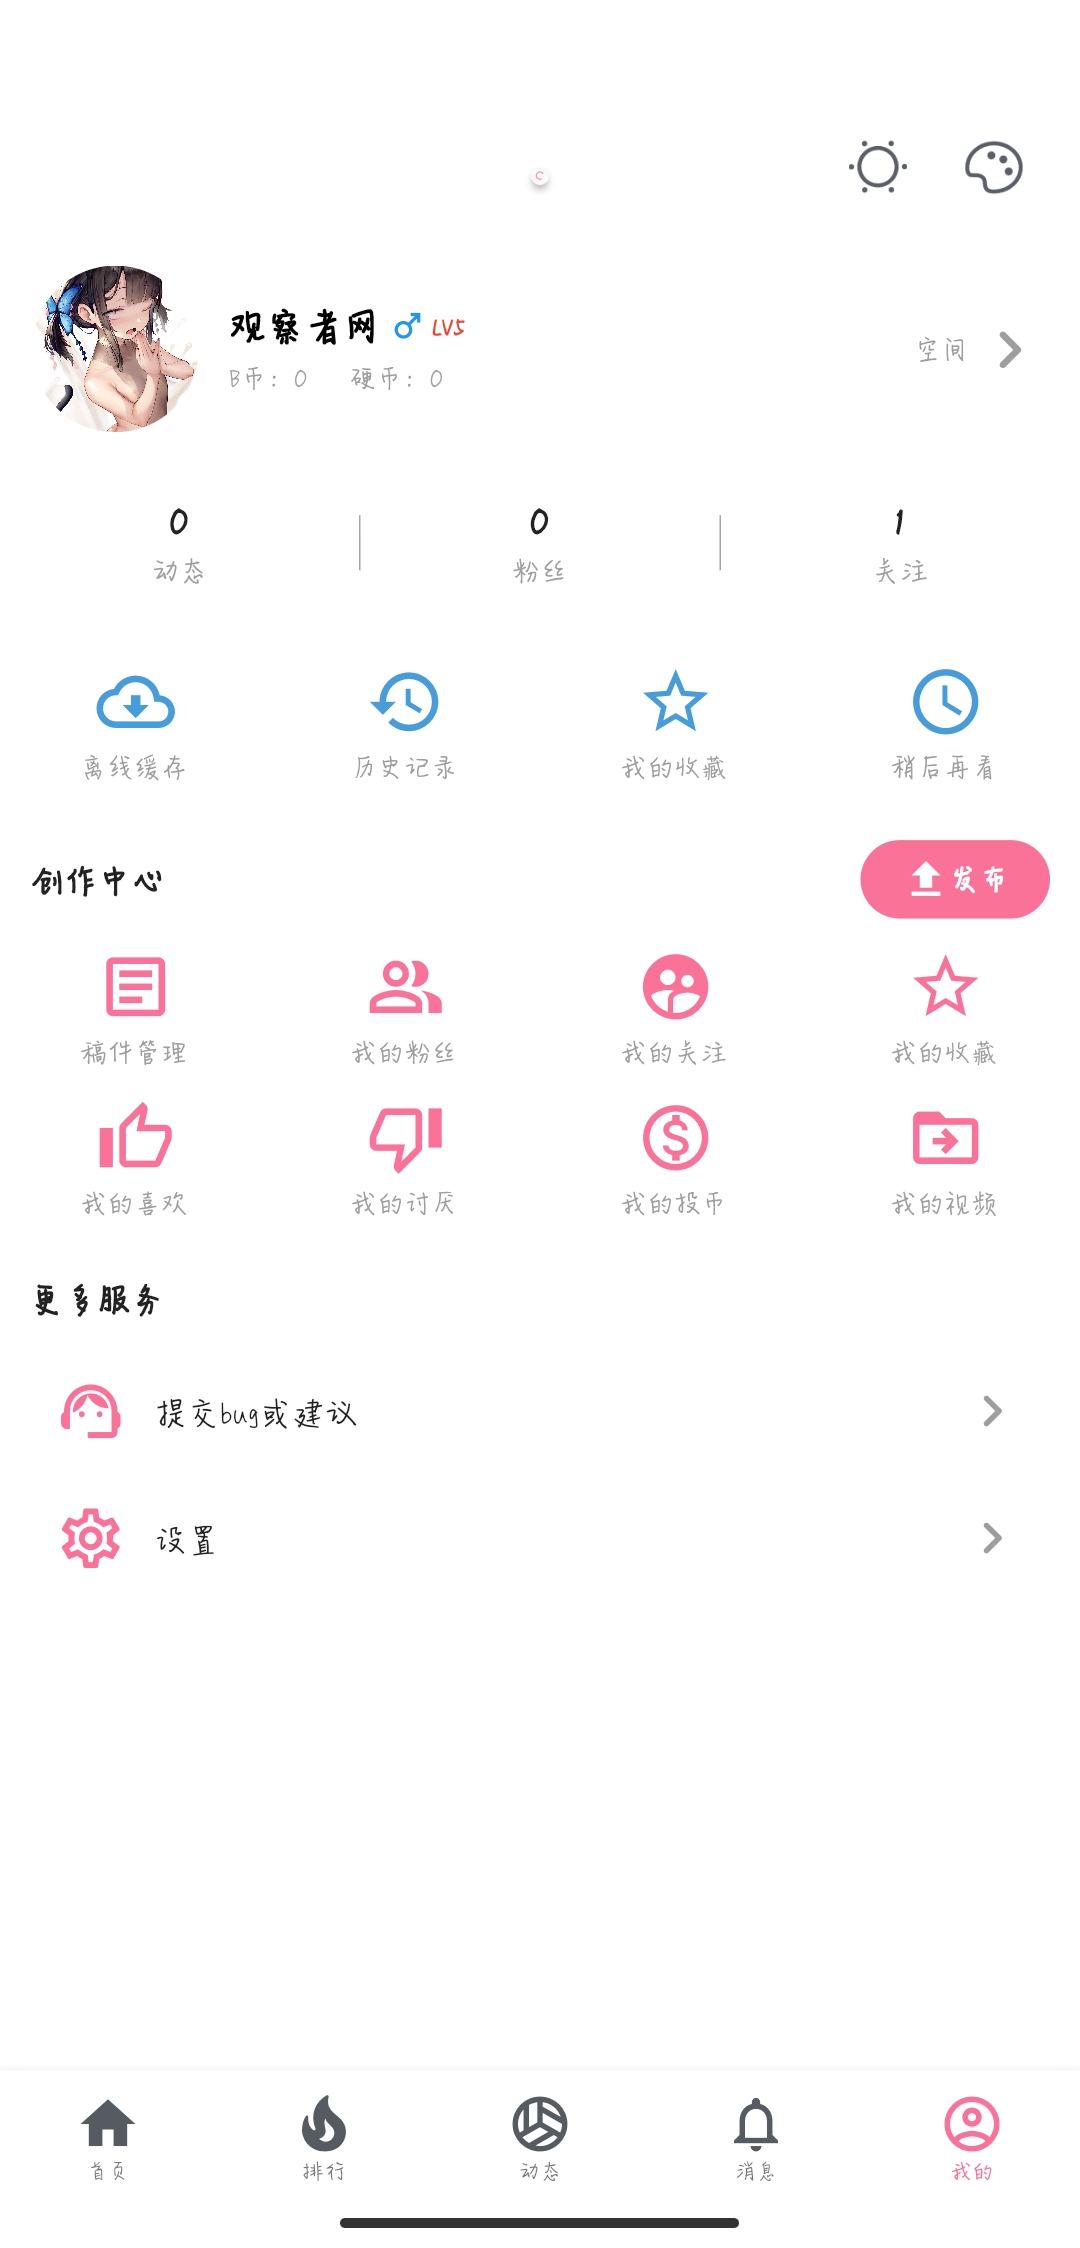 观察者网 LV5
B币：0 硬币：0
空间
0 0 1
动态 粉丝 关注
离线缓存 历史记录 我的收藏 稍后再看
创作中心 发布
稿件管理 我的粉丝 我的关注 我的收藏
我的喜欢 我的讨厌 我的投币 我的视频
更多服务
提交bug或建议
设置
首页 排行 动态 消息 我的